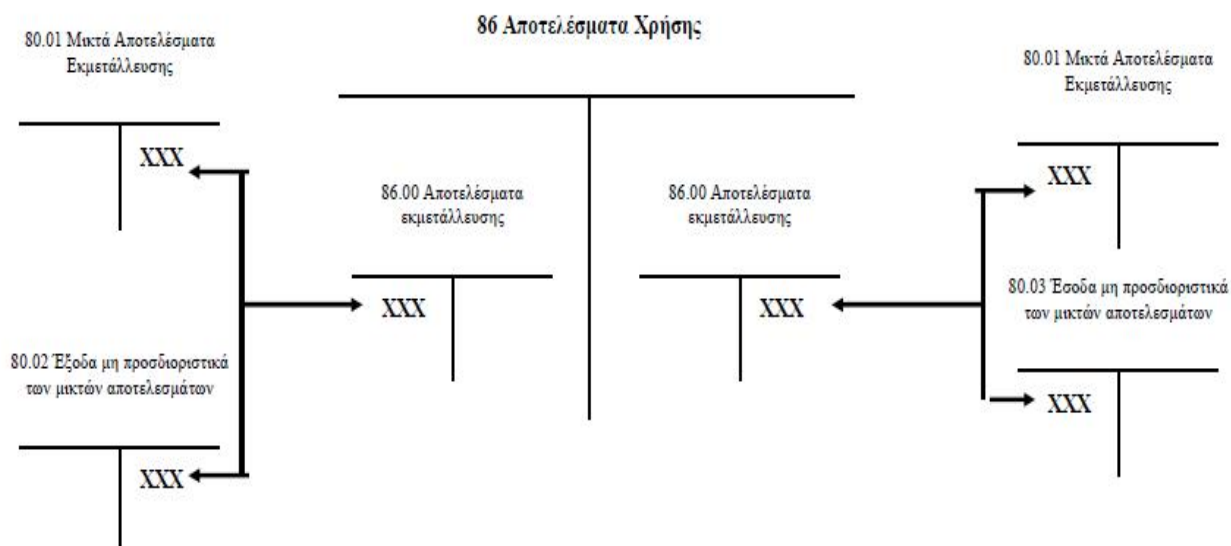 86 Αποτελέσματα Χρήσης
80.01 Μικτά Αποτελέσματα
Εκμετάλλευσης
XXX
86.00 Αποτελέσματα
εκμετάλλευσης
XXX
80.02 Έξοδα μη προσδιοριστικά
των μικτών αποτελεσμάτων
XXX
86.00 Αποτελέσματα
εκμετάλλευσης
XXX
80.01 Μικτά Αποτελέσματα
Εκμετάλλευσης
XXX
80.03 Έσοδα μη προσδιοριστικά
των μικτών αποτελεσμάτων
XXX